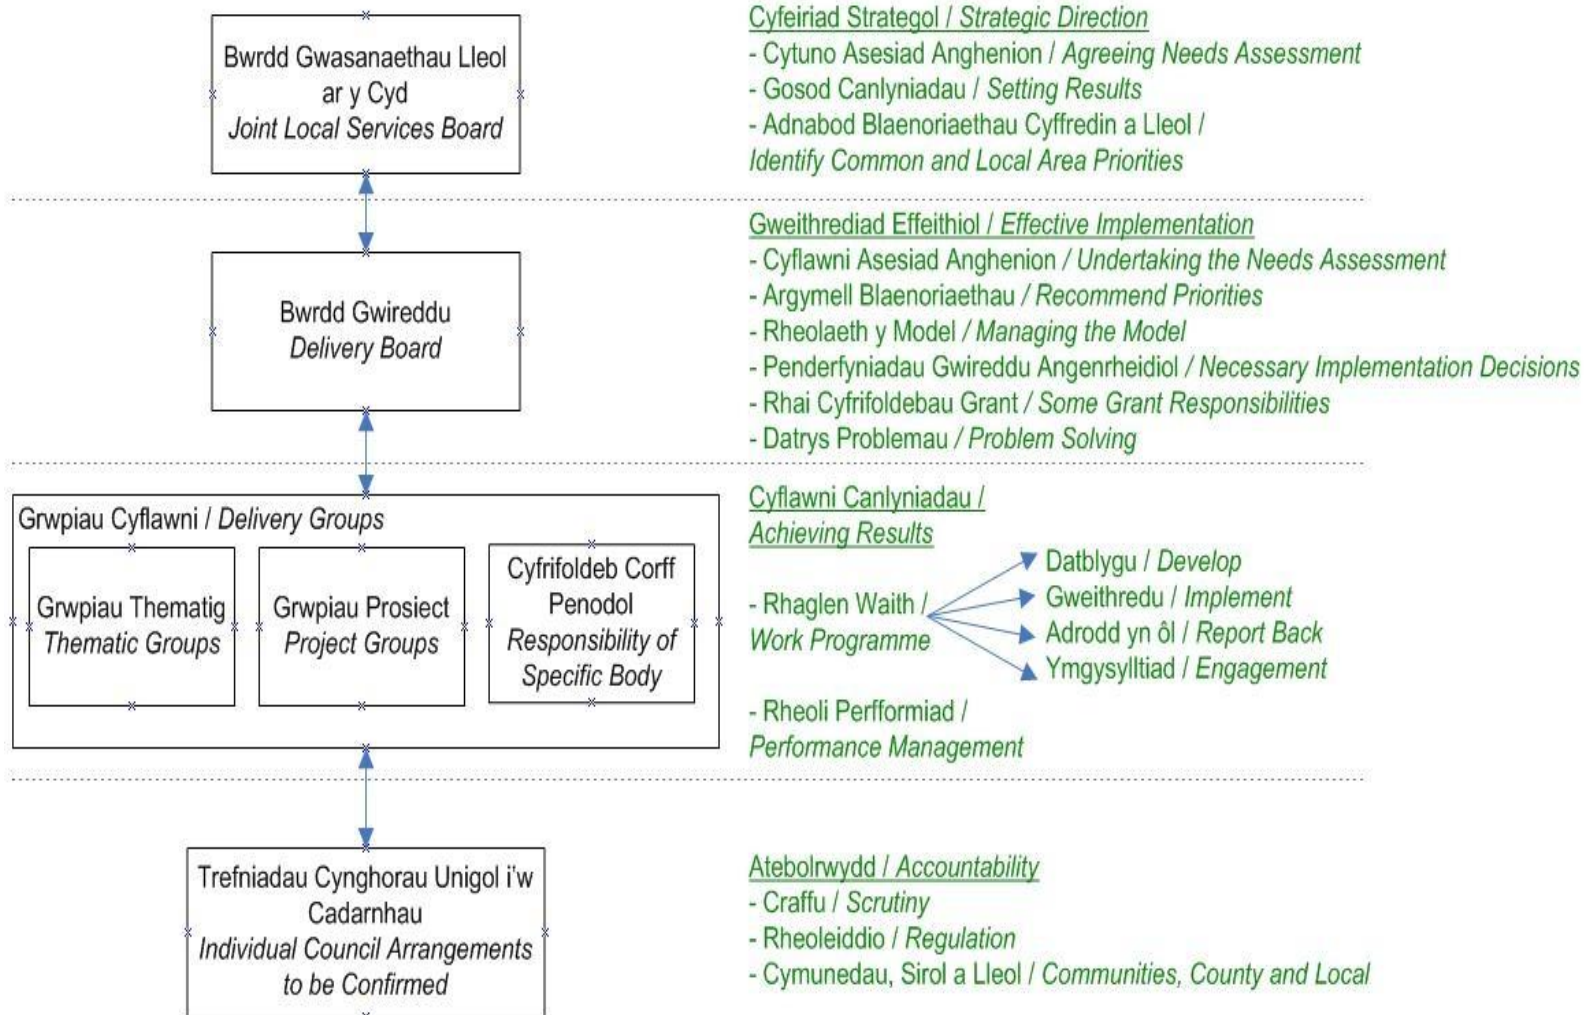 Bwrdd Gwasanaethau Lleol
ar y Cyd
Joint Local Services Board
Cyfeiriad Strategol / Strategic Direction
- Cytuno Asesiad Anghenion / Agreeing Needs Assessment
- Gosod Canlyniadau / Setting Results
- Adnabod Blaenoriaethau Cyffredin a Lleol /
Identify Common and Local Area Priorities
Bwrdd Gwireddu
Delivery Board
Gweithrediad Effeithiol / Effective Implementation
- Cyflawni Asesiad Anghenion / Undertaking the Needs Assessment
- Argymell Blaenoriaethau / Recommend Priorities
- Rheolaeth y Model / Managing the Model
- Penderfyniadau Gwireddu Angenrheidiol / Necessary Implementation Decisions
- Rhai Cyfrifoldebau Grant / Some Grant Responsibilities
- Datrys Problemau / Problem Solving
Grwpiau Cyflawni / Delivery Groups
Grwpiau Thematig
Thematic Groups
Grwpiau Prosiect
Project Groups
Cyfrifoldeb Corff
Penodol
Responsibility of
Specific Body
Cyflawni Canlyniadau /
Achieving Results
- Rhaglen Waith /
Work Programme
Datblygu / Develop
Gweithredu / Implement
Adrodd yn ôl / Report Back
Ymgysylltiad / Engagement
- Rheoli Perfformiad /
Performance Management
Trefniadau Cynghorau Unigol i'w
Cadarnhau
Individual Council Arrangements
to be Confirmed
Atebolrwydd / Accountability
- Craffu / Scrutiny
- Rheoleiddio / Regulation
- Cymunedau, Sirol a Lleol / Communities, County and Local